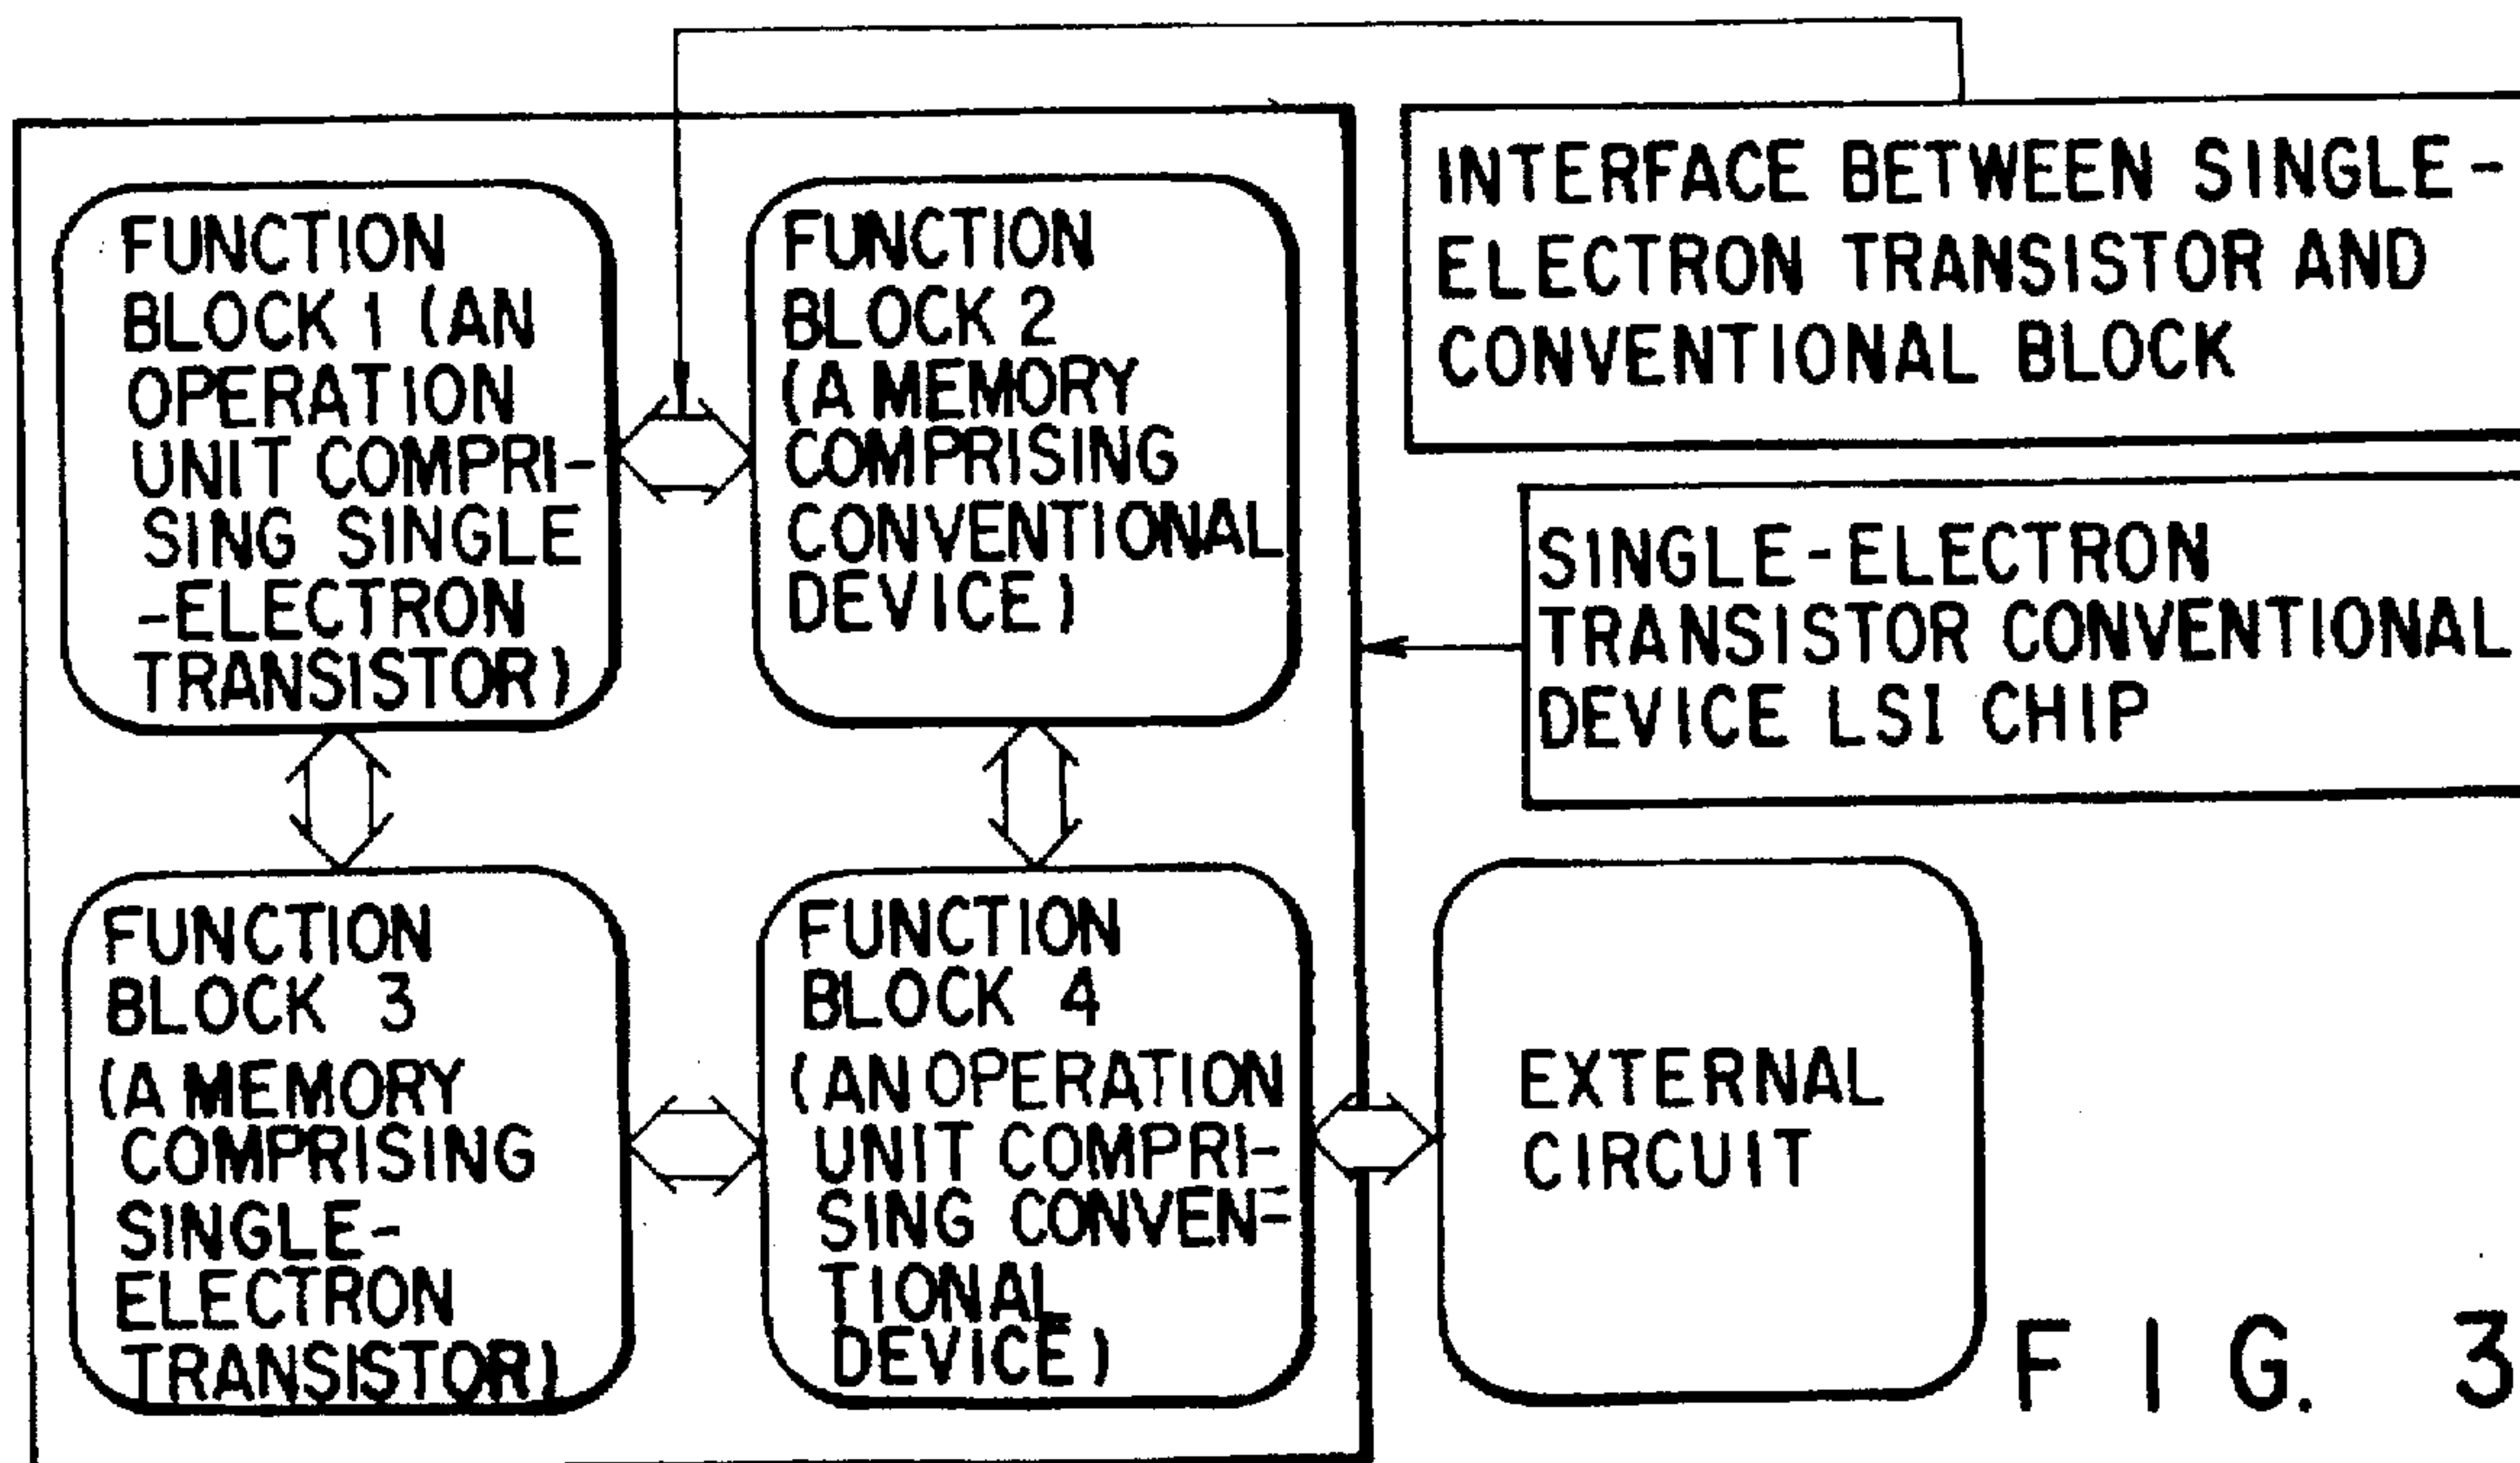 FUNCTION
BLOCK 1 (AN
OPERATION
UNIT COMPRI-
SING SINGLE
-ELECTRON
TRANSISTOR)
FUNCTION
BLOCK 2
(A MEMORY
COMPRISING
CONVENTIONAL
DEVICE)
INTERFACE BETWEEN SINGLE-
ELECTRON TRANSISTOR AND
CONVENTIONAL BLOCK
SINGLE-ELECTRON
TRANSISTOR CONVENTIONAL
DEVICE LSI CHIP
FUNCTION
BLOCK 3
(A MEMORY
COMPRISING
SINGLE-
ELECTRON
TRANSISTOR)
FUNCTION
BLOCK 4
(AN OPERATION
UNIT COMPRI-
SING CONVEN-
TIONAL
DEVICE)
EXTERNAL
CIRCUIT
FIG. 3